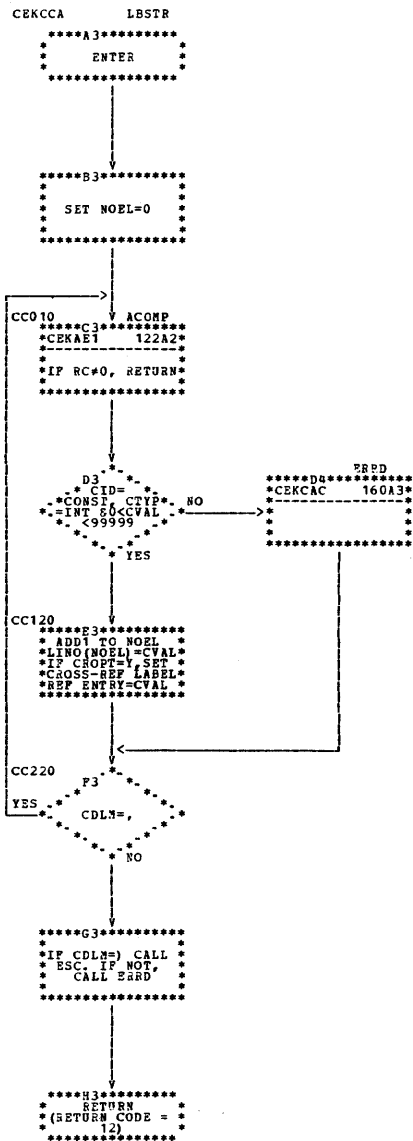 CEKCCA LBSTR
A3
ENTER
B3
SET NOEL=0
CC010 ACOMP
C3
CEKAE1 122A2
IF RC≠0, RETURN
D3
CID=
CONST, CTYP
=INT &0<CVAL
<99999
NO
YES
ERRD
D4
CEKCAC 160A3
CC120
E3
ADD1 TO NOEL
LINO(NOEL)=CVAL
IF CROPT=Y,SET
CROSS-REF LABEL
REF ENTRY=CVAL
CC220
F3
YES
CDLM=,
NO
G3
IF CDLM=) CALL
ESC. IF NOT,
CALL ERRD
H3
RETURN
(RETURN CODE =
12)